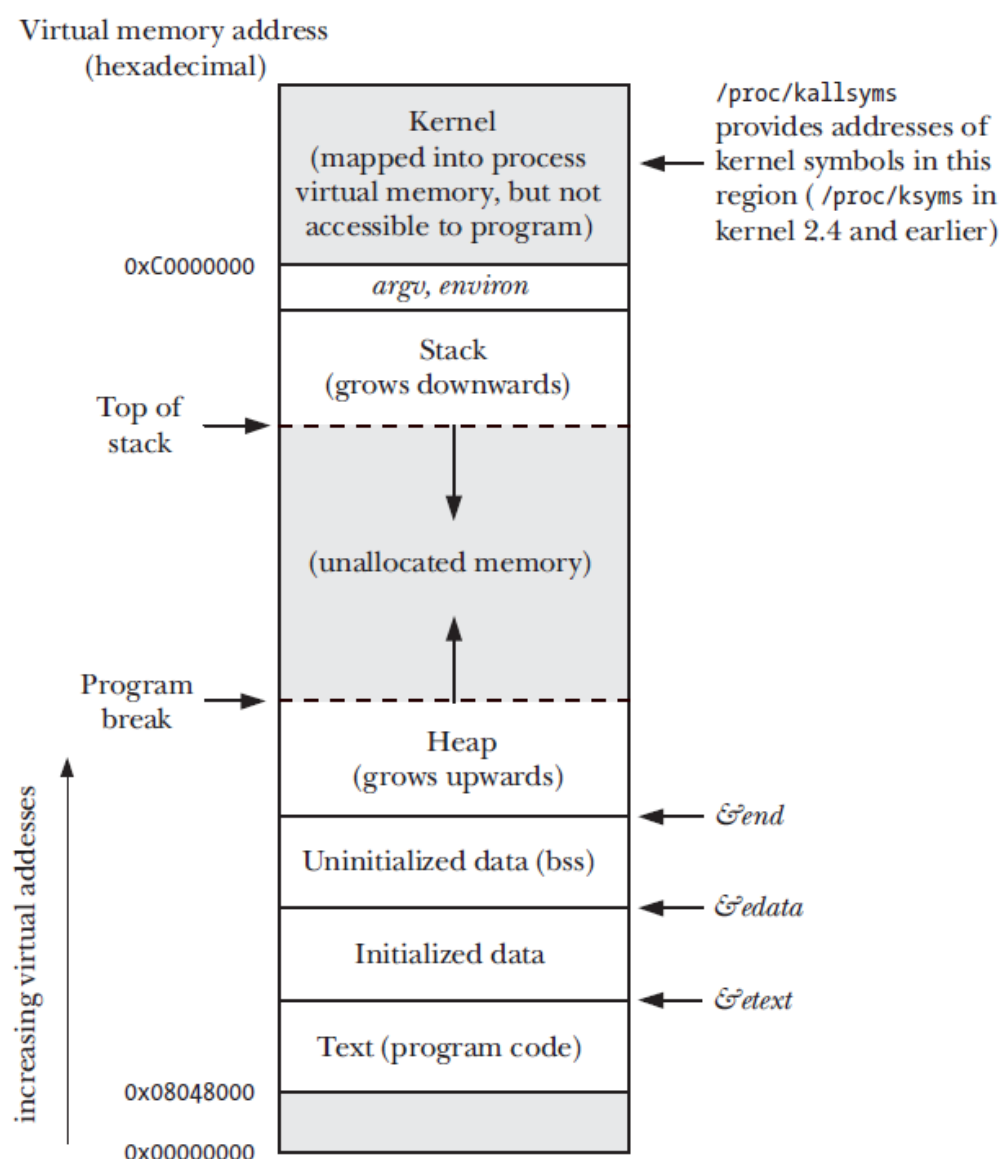 Virtual memory address
(hexadecimal)
Kernel
(mapped into process
virtual memory, but not
accessible to program)
/proc/kallsyms
provides addresses of
kernel symbols in this
region ( /proc/ksyms in
kernel 2.4 and earlier)
0xC0000000
argv, environ
Stack
(grows downwards)
Top of
stack
(unallocated memory)
Program
break
Heap
(grows upwards)
&end
Uninitialized data (bss)
&edata
Initialized data
&etext
Text (program code)
0x08048000
0x00000000
increasing virtual addesses